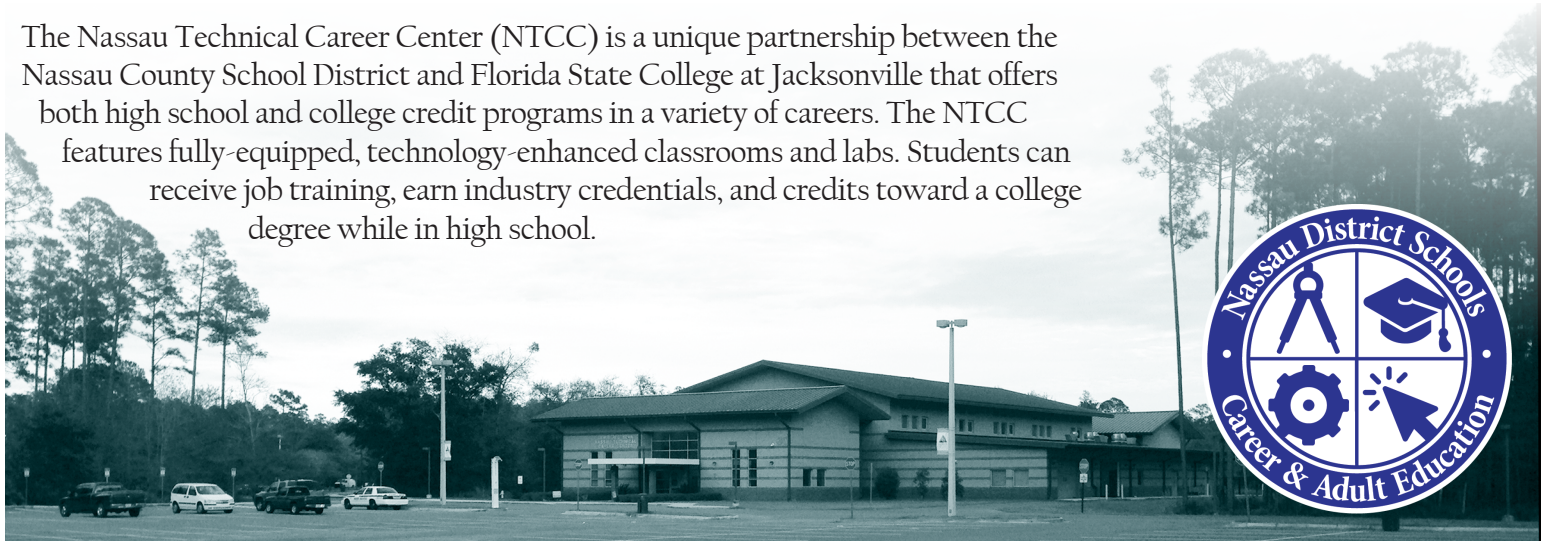 The Nassau Technical Career Center (NTCC) is a unique partnership between the
Nassau County School District and Florida State College at Jacksonville that offers
both high school and college credit programs in a variety of careers. The NTCC
features fully-equipped, technology-enhanced classrooms and labs. Students can
receive job training, earn industry credentials, and credits toward a college
degree while in high school.
Nassau District Schools
Career & Adult Education